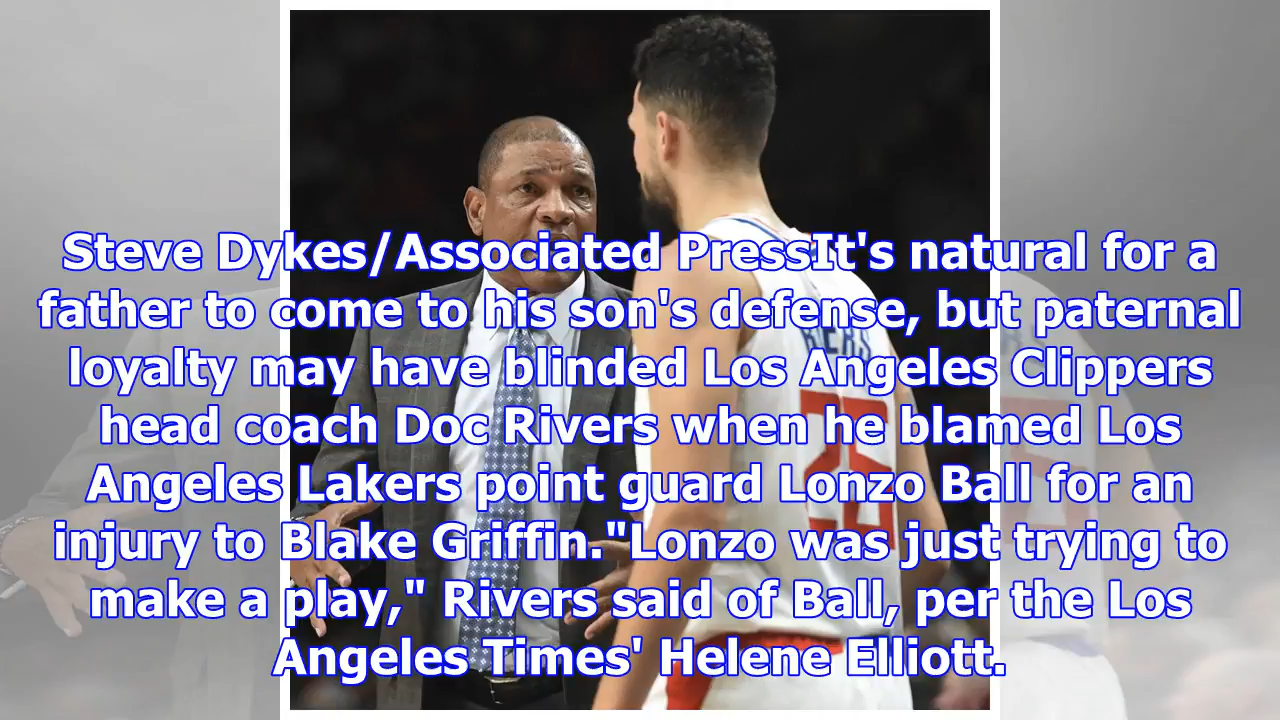 Steve Dykes/Associated PressIt's natural for a
father to come to his son's defense, but paternal
loyalty may have blinded Los Angeles Clippers
head coach Doc Rivers when he blamed Los
Angeles Lakers point guard Lonzo Ball for an
injury to Blake Griffin."Lonzo was just trying to
make a play," Rivers said of Ball, per the Los
Angeles Times' Helene Elliott.
25